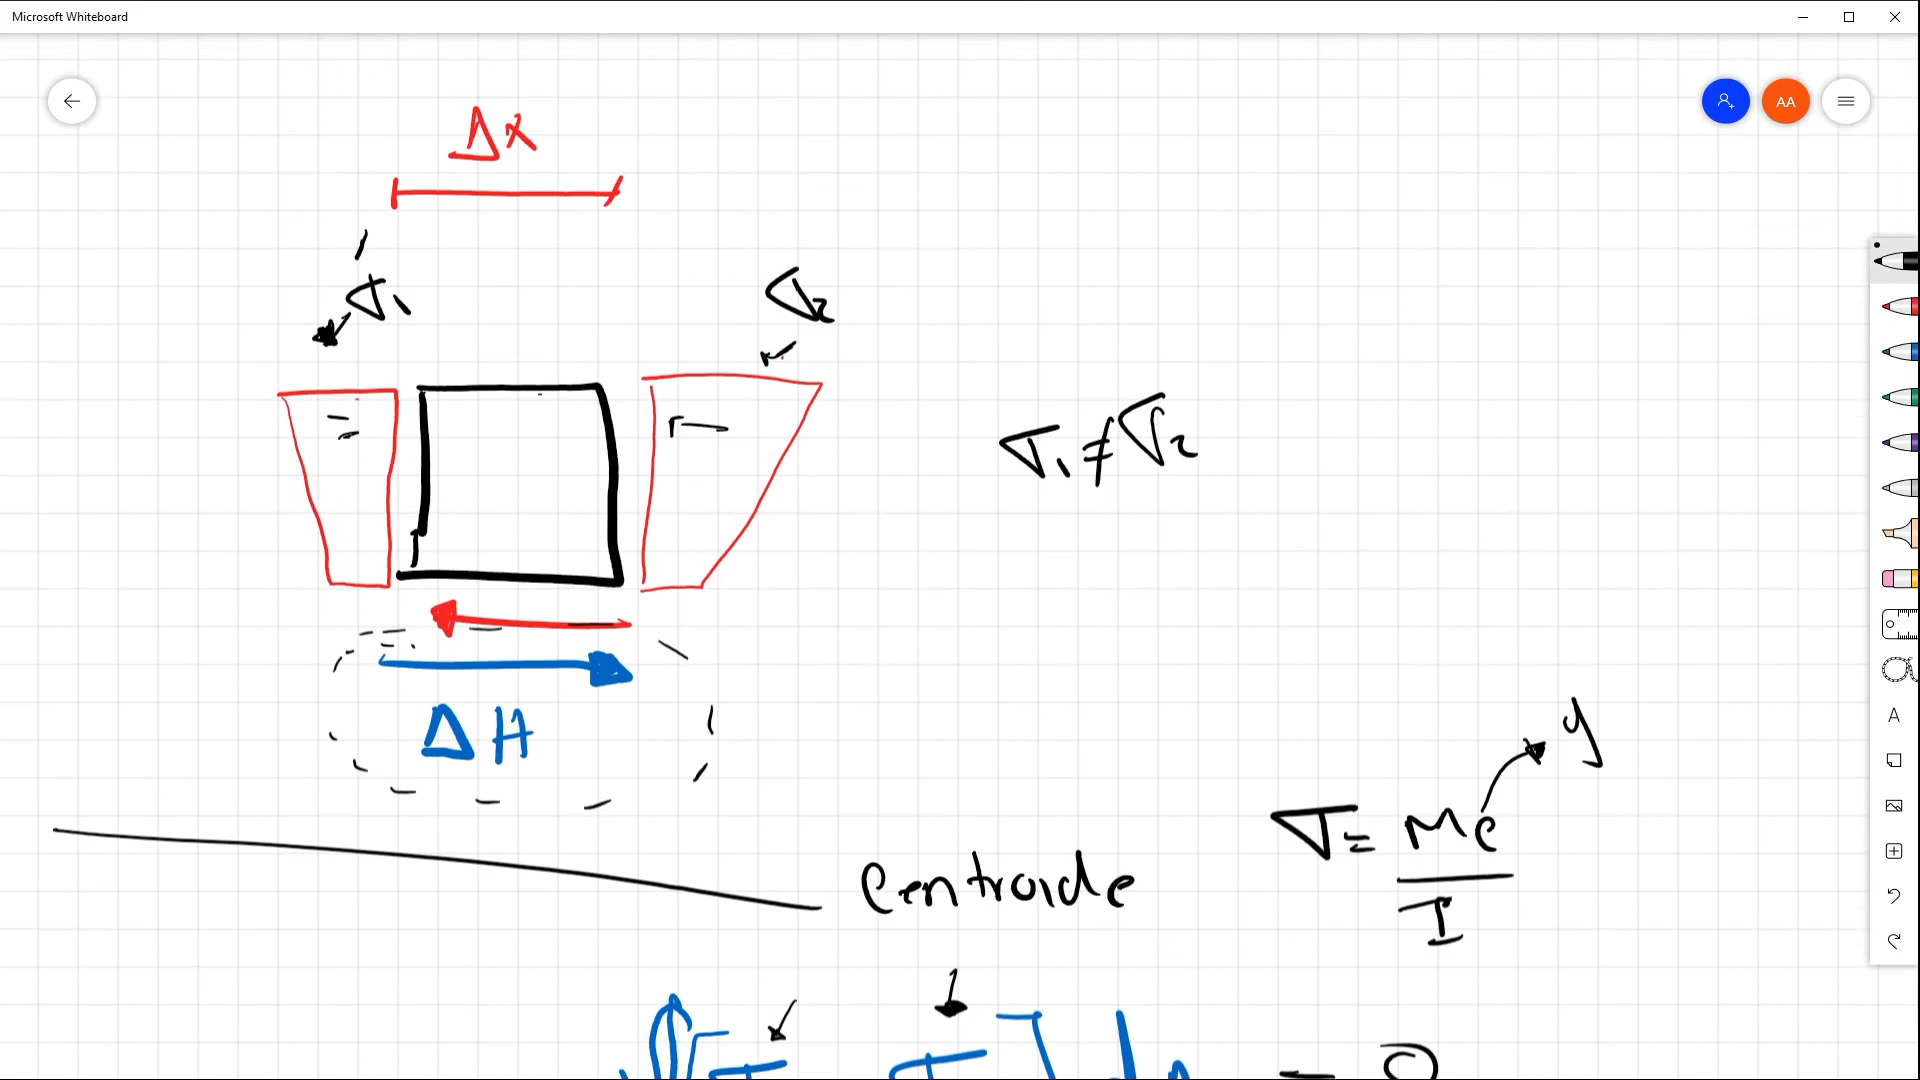 Microsoft Whiteboard
Δx
AA
σ₁
σ₂
σ₁ ≠ σ₂
ΔH
y
σ = Mc
I
Centroide
A